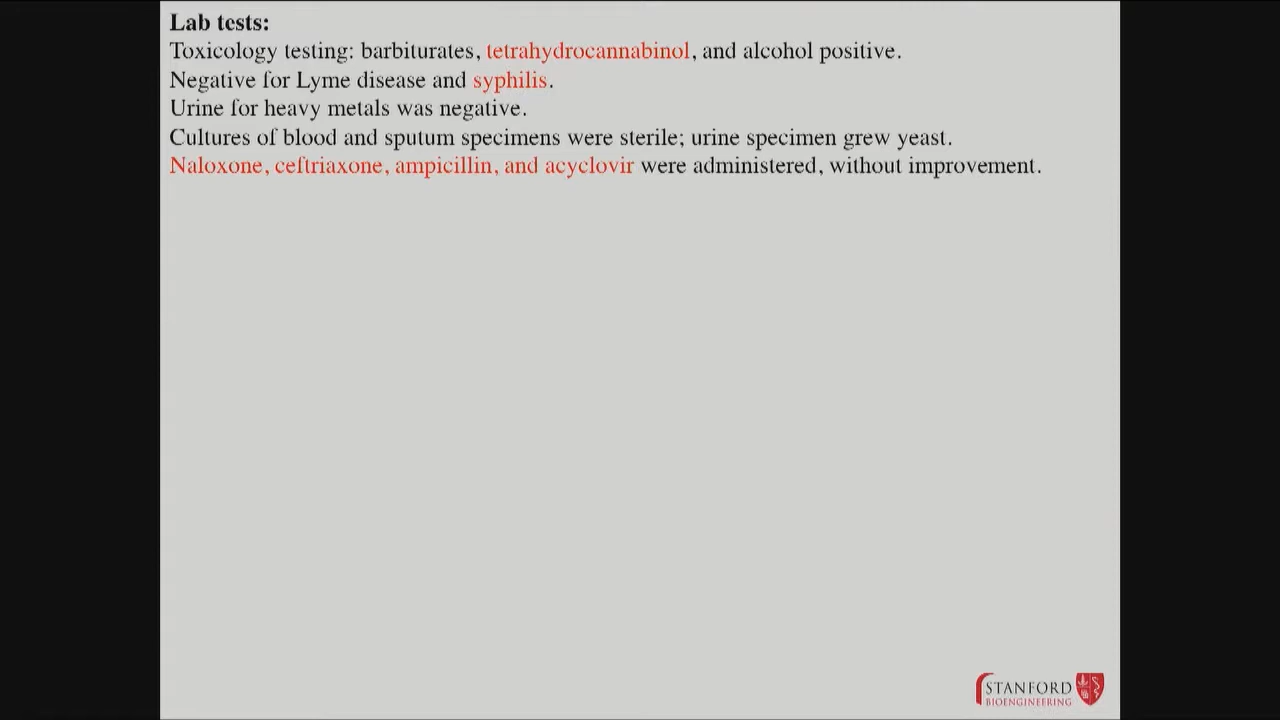 Lab tests:
Toxicology testing: barbiturates, tetrahydrocannabinol, and alcohol positive.
Negative for Lyme disease and syphilis.
Urine for heavy metals was negative.
Cultures of blood and sputum specimens were sterile; urine specimen grew yeast.
Naloxone, ceftriaxone, ampicillin, and acyclovir were administered, without improvement.
STANFORD
BIOENGINEERING